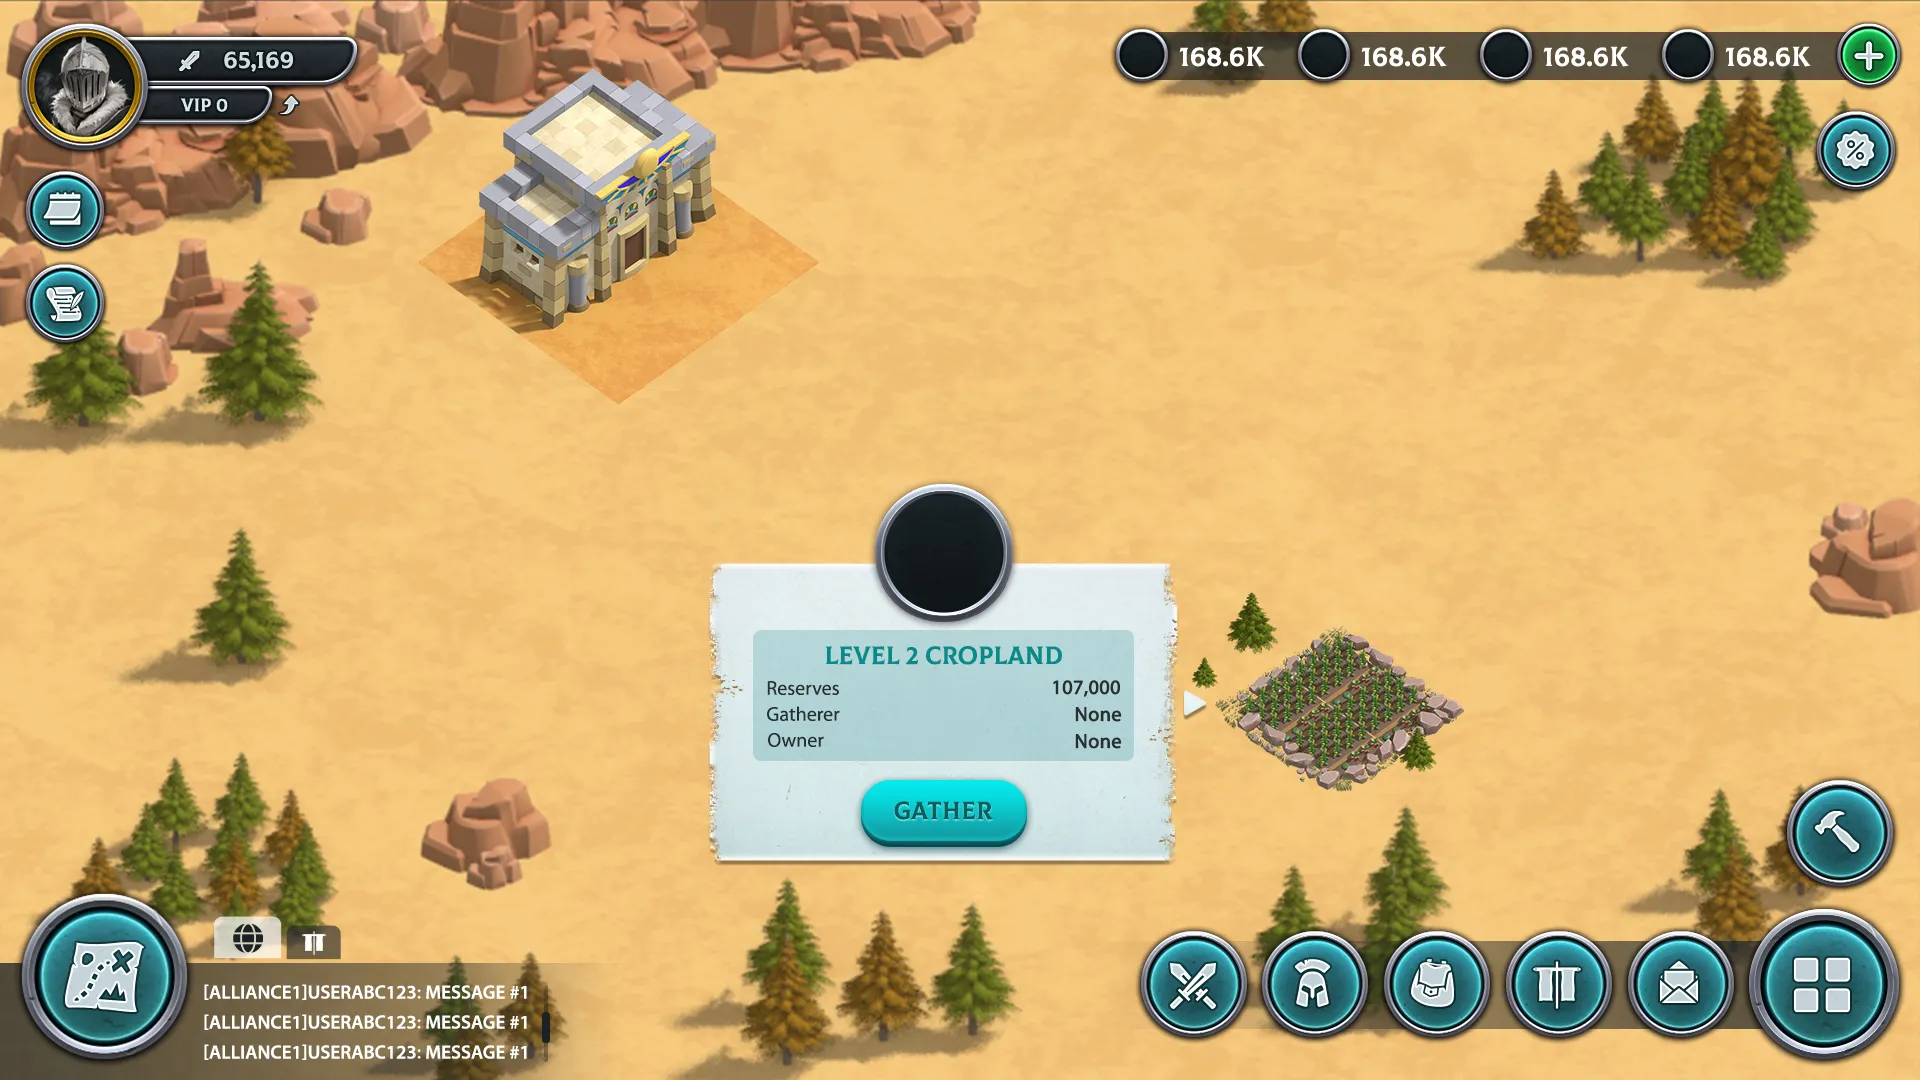 65,169
VIP 0
168.6K
168.6K
168.6K
168.6K
LEVEL 2 CROPLAND
Reserves 107,000
Gatherer None
Owner None
GATHER
[ALLIANCE1]USERABC123: MESSAGE #1
[ALLIANCE1]USERABC123: MESSAGE #1
[ALLIANCE1]USERABC123: MESSAGE #1